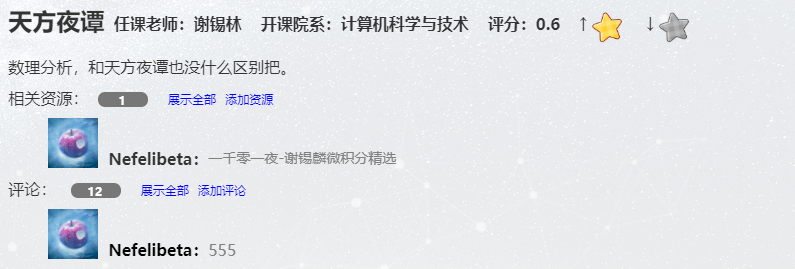 天方夜谭 任课老师：谢锡林 开课院系：计算机科学与技术 评分：0.6 ↑ ↓
数理分析，和天方夜谭也没什么区别把。
相关资源： 1 展示全部 添加资源
Nefelibeta：一千零一夜-谢锡麟微积分精选
评论： 12 展示全部 添加评论
Nefelibeta：555